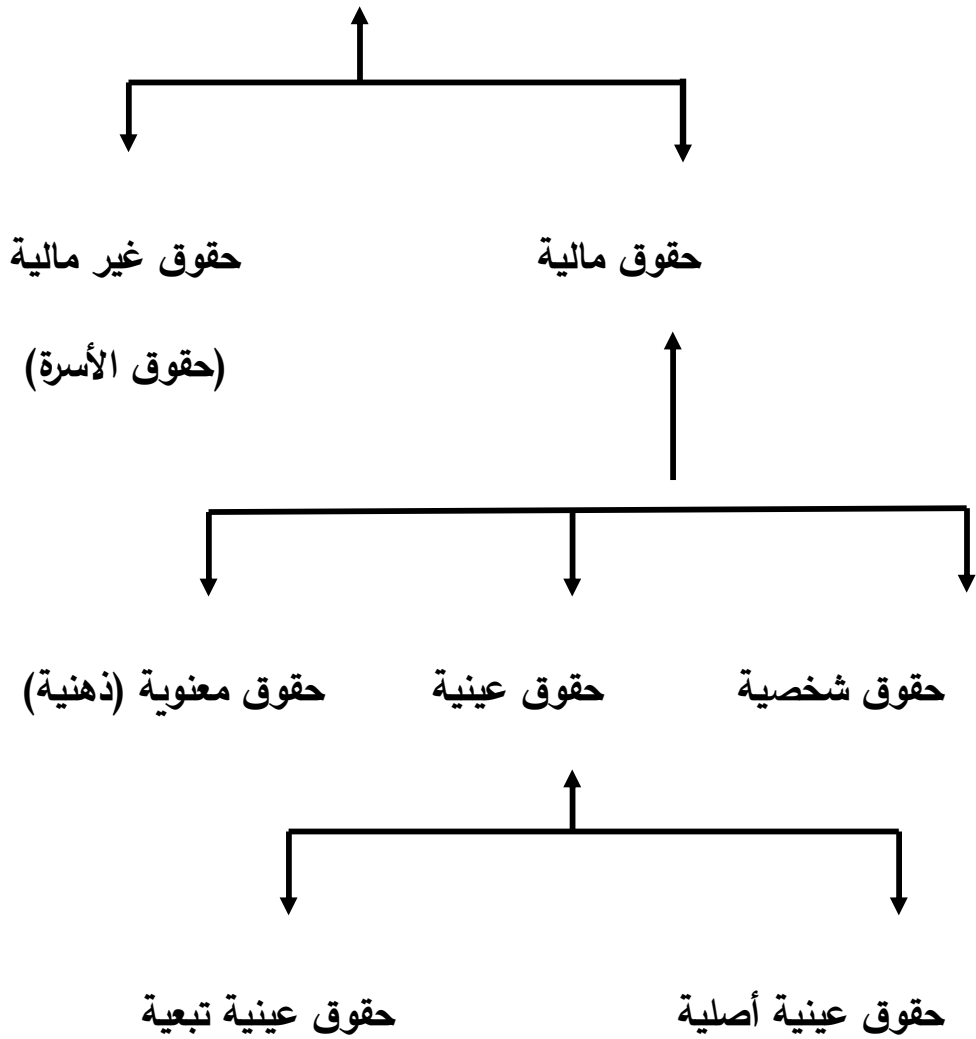 حقوق مالية
حقوق غير مالية
(حقوق الأسرة)
حقوق شخصية
حقوق عينية
حقوق معنوية (ذهنية)
حقوق عينية أصلية
حقوق عينية تبعية